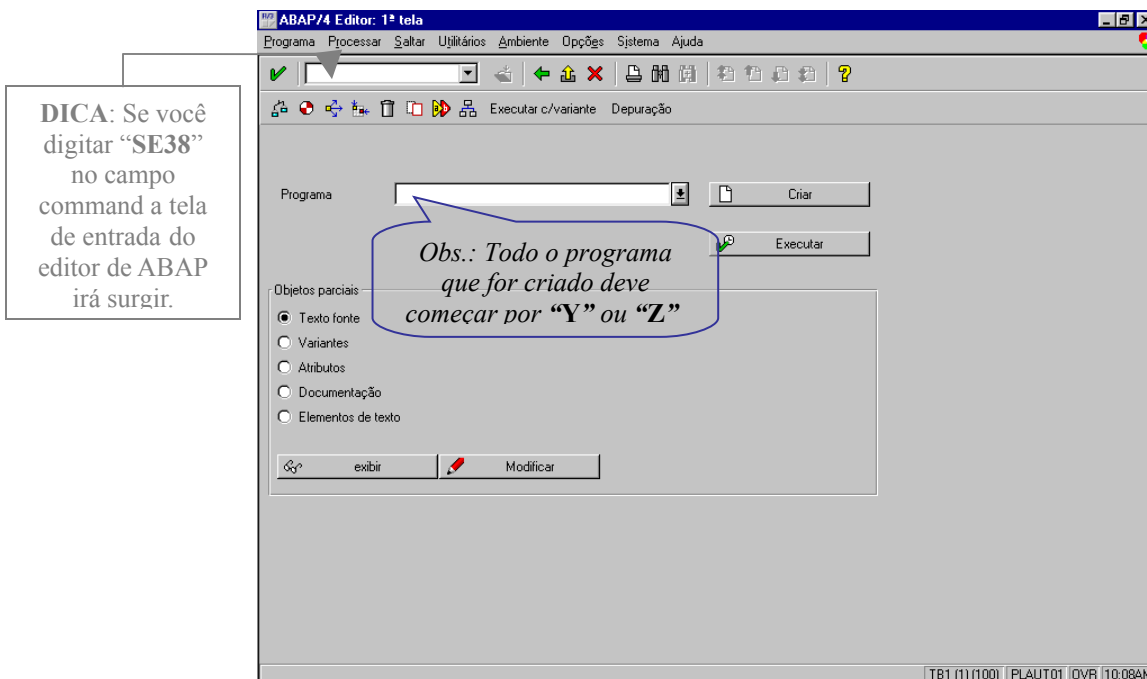 ABAP/4 Editor: 1ª tela
Programa Processar Saltar Utilitários Ambiente Opções Sistema Ajuda
Executar c/variante Depuração
DICA: Se você
digitar “SE38”
no campo
command a tela
de entrada do
editor de ABAP
irá surgir.
Programa
Criar
Executar
Obs.: Todo o programa
que for criado deve
começar por “Y” ou “Z”
Objetos parciais
Texto fonte
Variantes
Atributos
Documentação
Elementos de texto
exibir
Modificar
TB1 (1) (100) PLAUT01 OVR 10:08AM